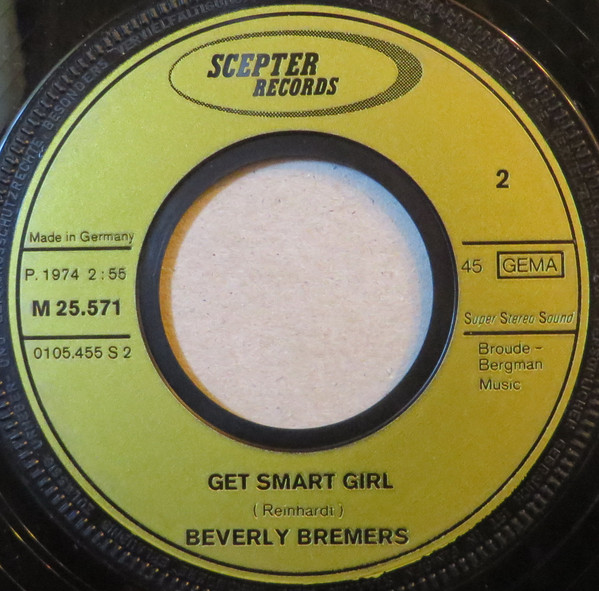 SCEPTER
RECORDS
2
Made in Germany
P. 1974 2:55
M 25.571
0105.455 S 2
45 GEMA
Super Stereo Sound
Broude-
Bergman
Music
GET SMART GIRL
(Reinhardi)
BEVERLY BREMERS